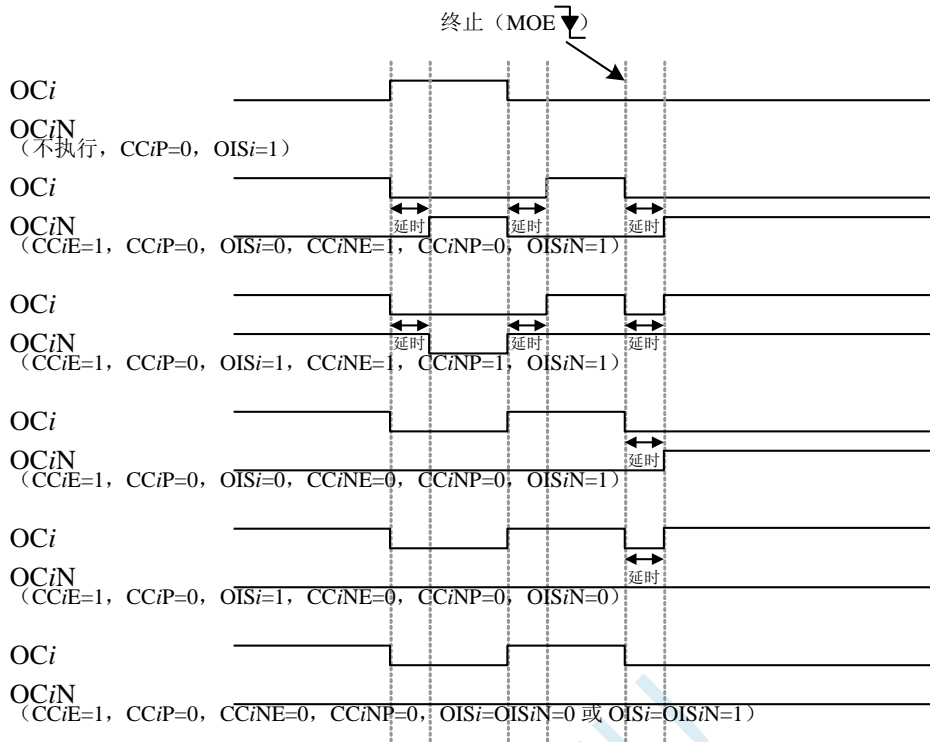 终止（MOE）
OCi
OCiN
（不执行，CCiP=0，OISi=1）
OCi
延时 延时 延时
OCiN
（CCiE=1，CCiP=0，OISi=0，CCiNE=1，CCiNP=0，OISiN=1）
OCi
延时 延时 延时
OCiN
（CCiE=1，CCiP=0，OISi=1，CCiNE=1，CCiNP=1，OISiN=1）
OCi
延时
OCiN
（CCiE=1，CCiP=0，OISi=0，CCiNE=0，CCiNP=0，OISiN=1）
OCi
延时
OCiN
（CCiE=1，CCiP=0，OISi=1，CCiNE=0，CCiNP=0，OISiN=0）
OCi
OCiN
（CCiE=1，CCiP=0，CCiNE=0，CCiNP=0，OISi=OISiN=0 或 OISi=OISiN=1）